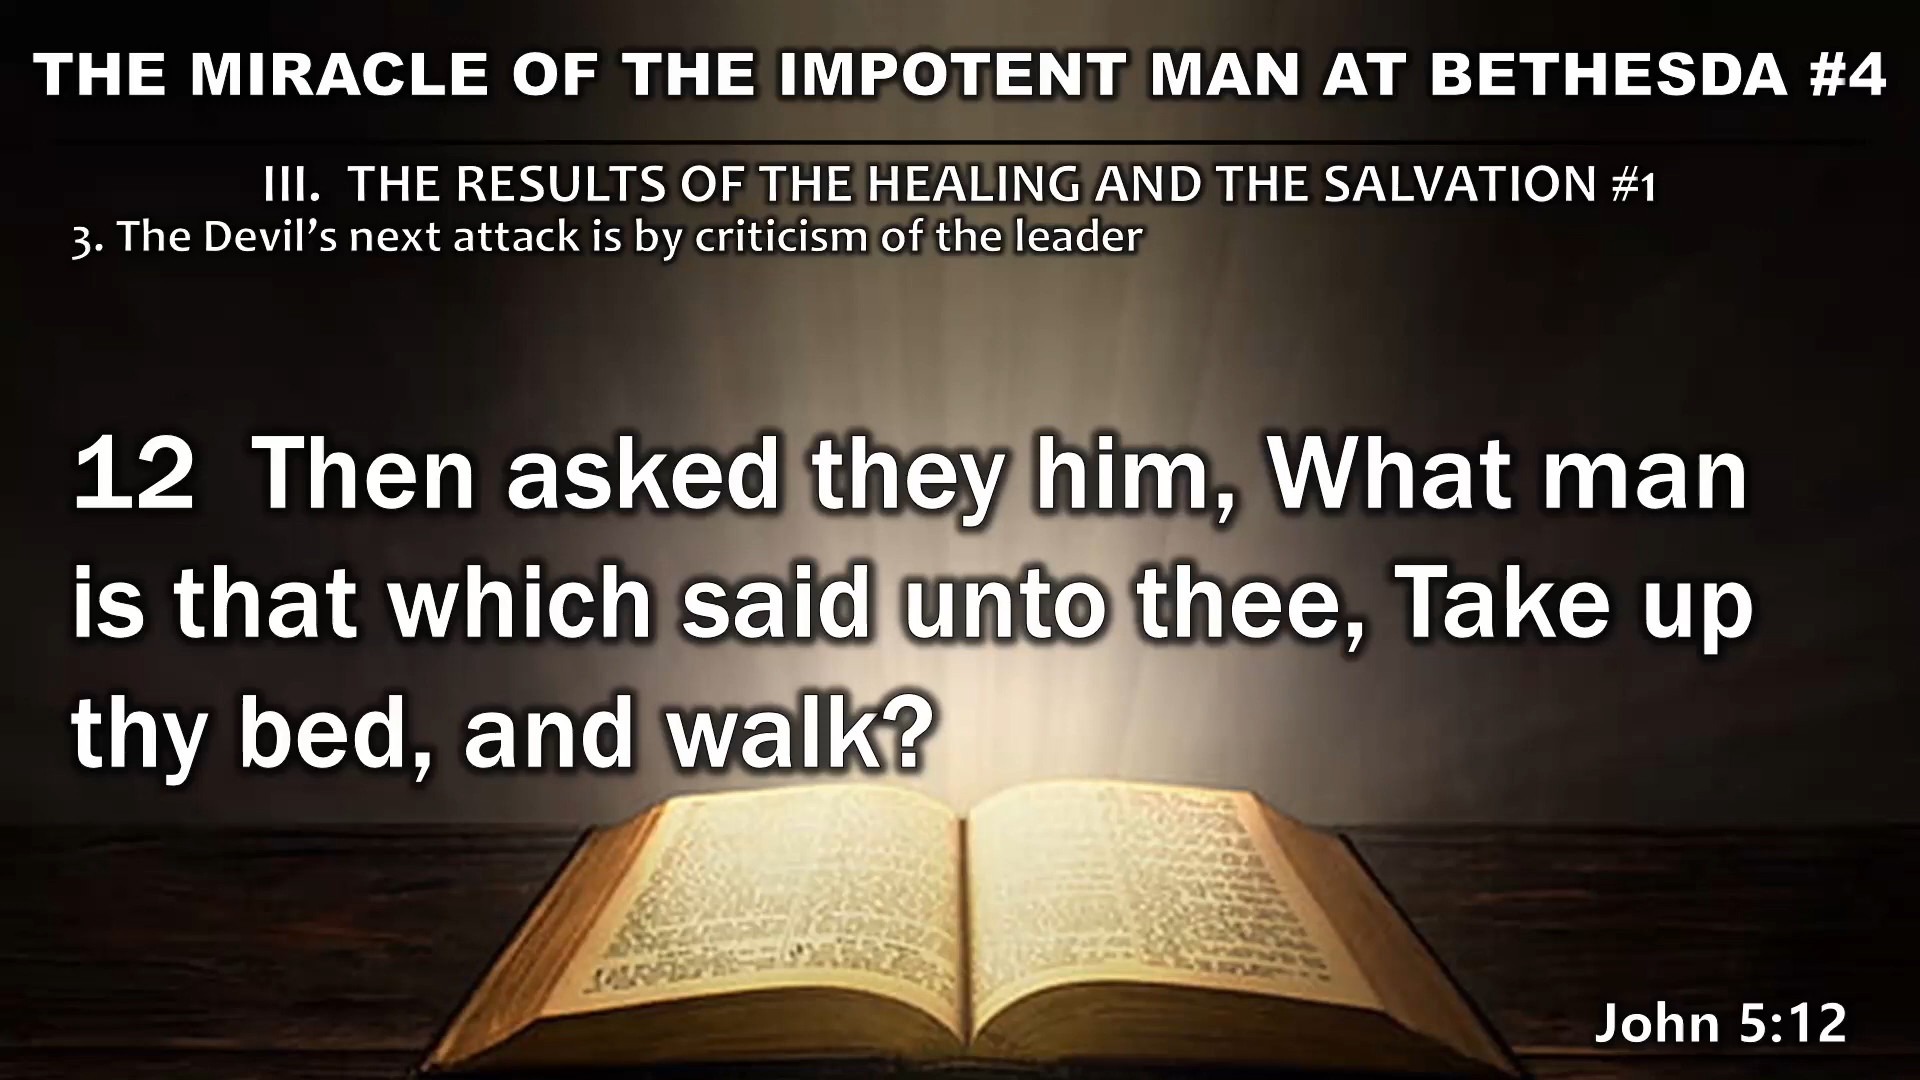 THE MIRACLE OF THE IMPOTENT MAN AT BETHESDA #4
III. THE RESULTS OF THE HEALING AND THE SALVATION #1
3. The Devil’s next attack is by criticism of the leader
12 Then asked they him, What man
is that which said unto thee, Take up
thy bed, and walk?
John 5:12